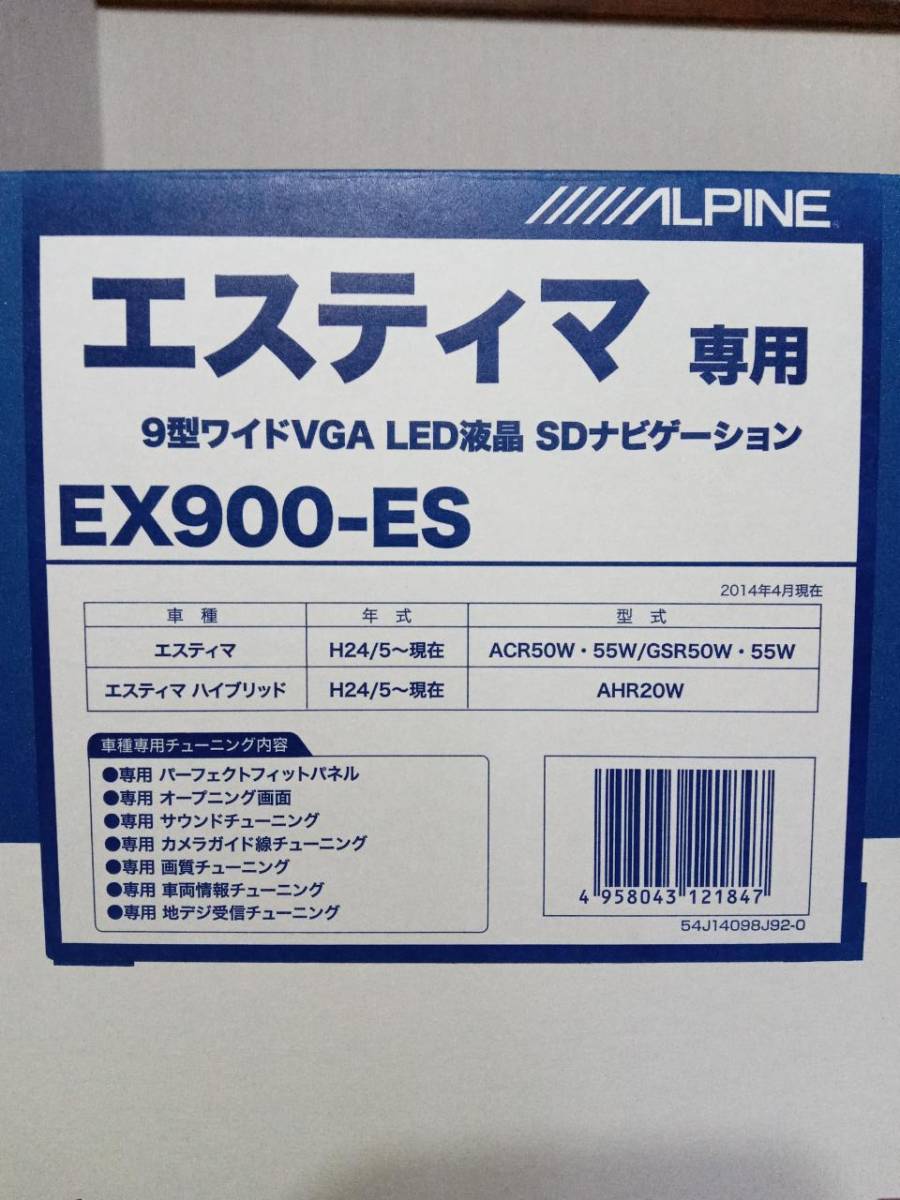 ALPINE
エスティマ 専用
9型ワイドVGA LED液晶 SDナビゲーション
EX900-ES
2014年4月現在
車種 年式 型式
エスティマ H24/5～現在 ACR50W・55W/GSR50W・55W
エスティマ ハイブリッド H24/5～現在 AHR20W
車種専用チューニング内容
●専用 パーフェクトフィットパネル
●専用 オープニング画面
●専用 サウンドチューニング
●専用 カメラガイド線チューニング
●専用 画質チューニング
●専用 車両情報チューニング
●専用 地デジ受信チューニング
4 958043 121847
54J14098J92-0